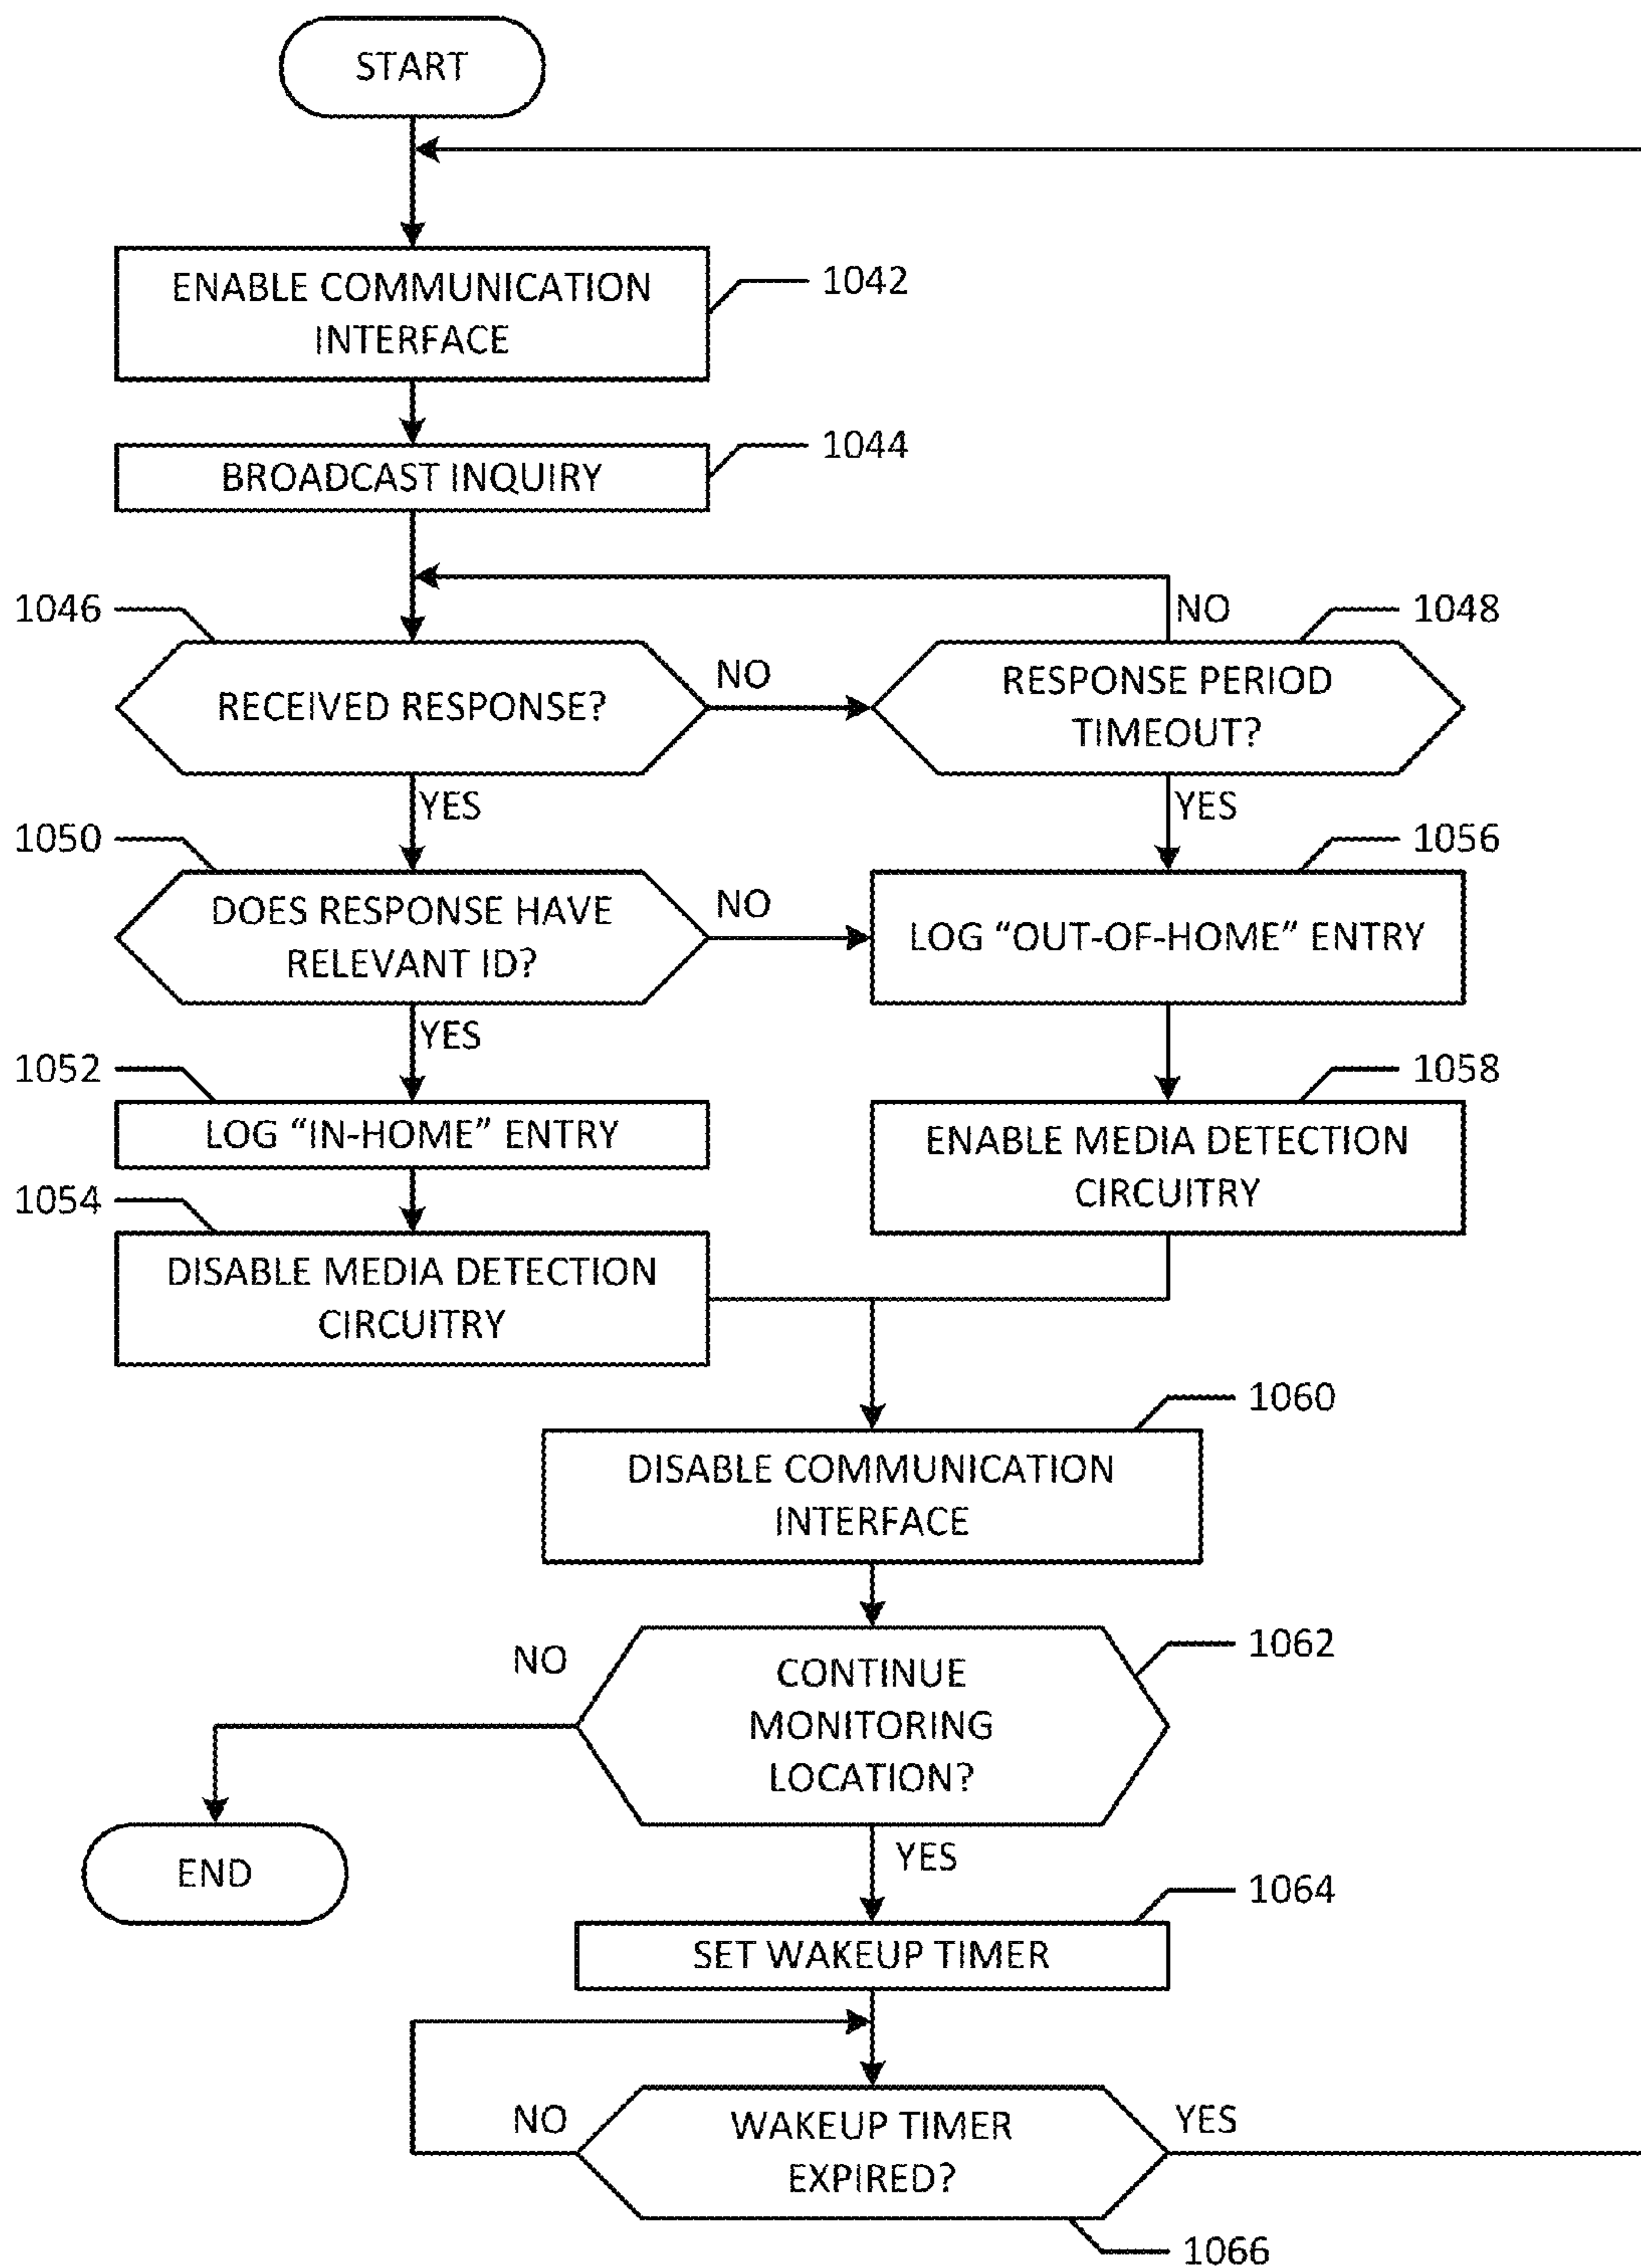 START
ENABLE COMMUNICATION
INTERFACE
1042
BROADCAST INQUIRY
1044
1046
RECEIVED RESPONSE?
NO
NO
1048
RESPONSE PERIOD
TIMEOUT?
YES
YES
1050
DOES RESPONSE HAVE
RELEVANT ID?
NO
1056
LOG “OUT-OF-HOME” ENTRY
YES
1052
LOG “IN-HOME” ENTRY
1058
ENABLE MEDIA DETECTION
CIRCUITRY
1054
DISABLE MEDIA DETECTION
CIRCUITRY
1060
DISABLE COMMUNICATION
INTERFACE
NO
1062
CONTINUE
MONITORING
LOCATION?
END
YES
1064
SET WAKEUP TIMER
NO
WAKEUP TIMER
EXPIRED?
YES
1066